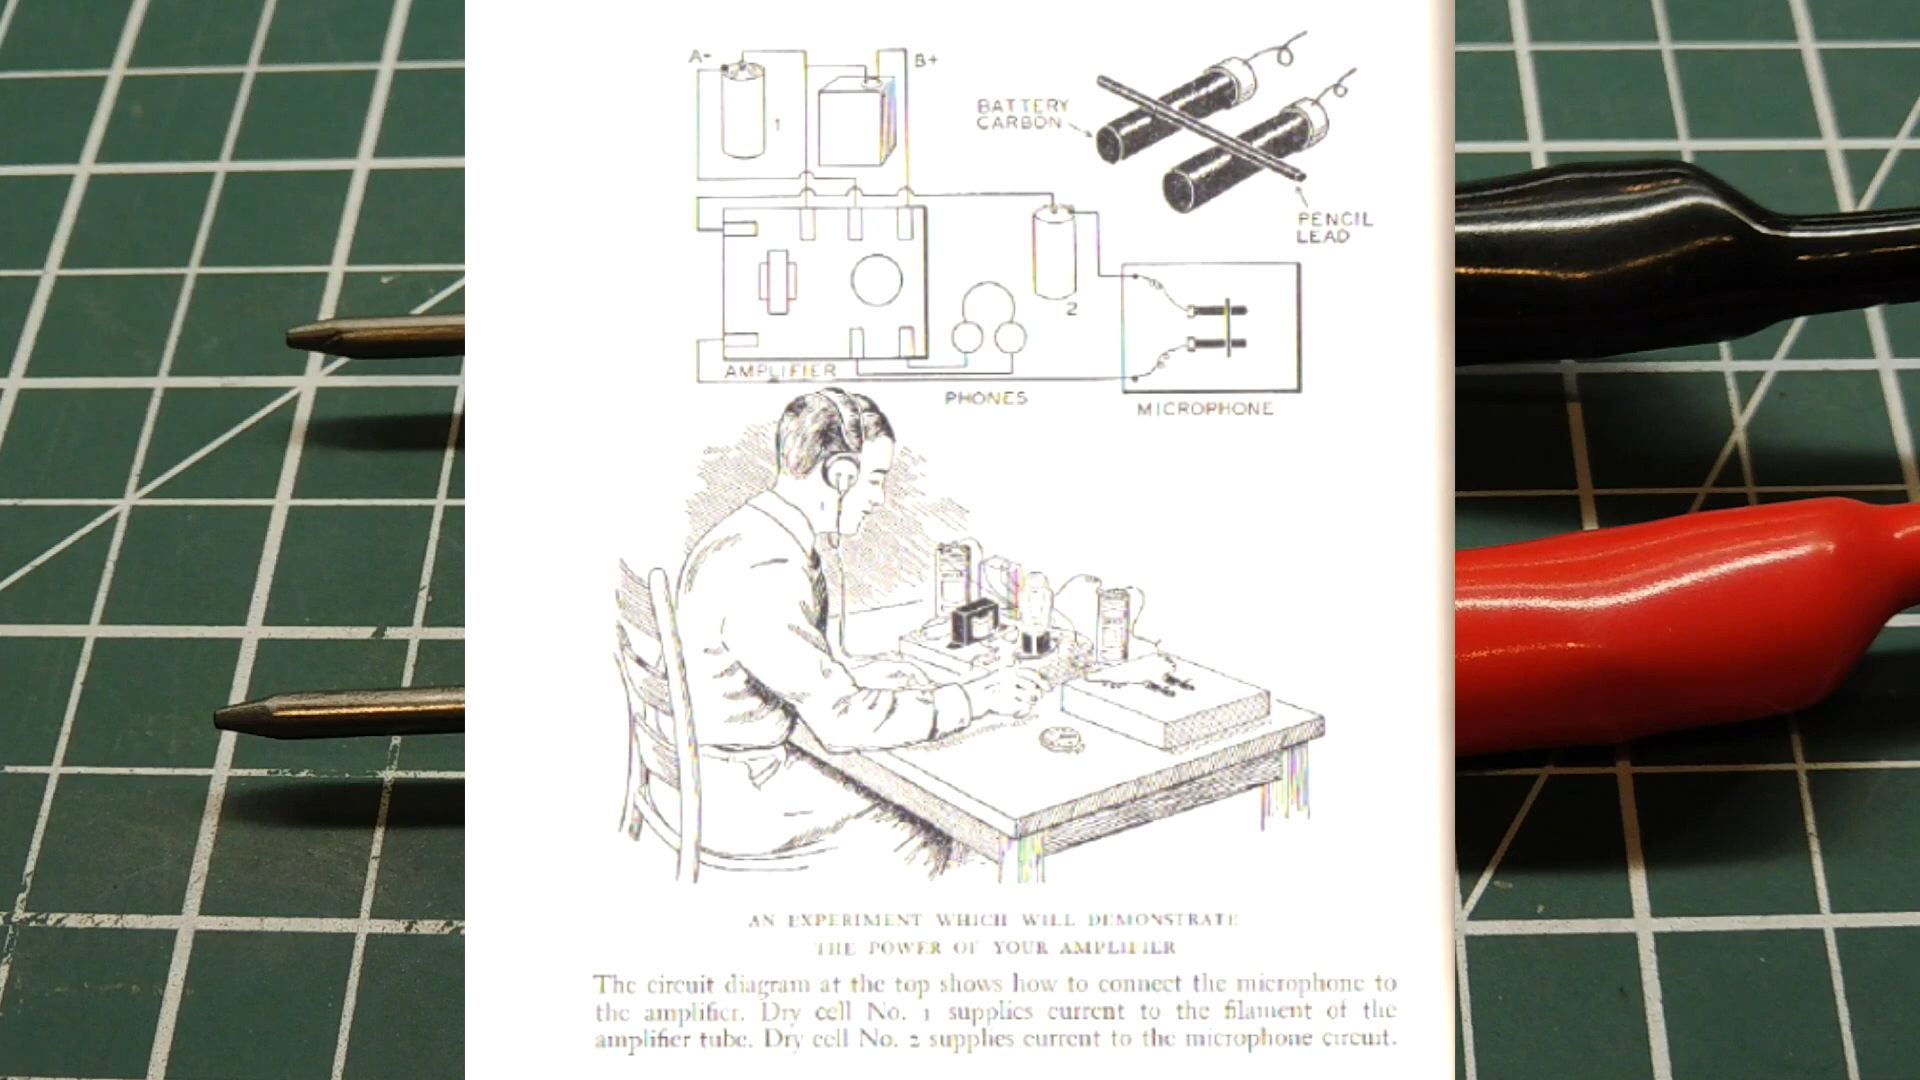 A-
B+
1
BATTERY
CARBON
PENCIL
LEAD
2
AMPLIFIER
PHONES
MICROPHONE
AN EXPERIMENT WHICH WILL DEMONSTRATE
THE POWER OF YOUR AMPLIFIER
The circuit diagram at the top shows how to connect the microphone to
the amplifier. Dry cell No. 1 supplies current to the filament of the
amplifier tube. Dry cell No. 2 supplies current to the microphone circuit.